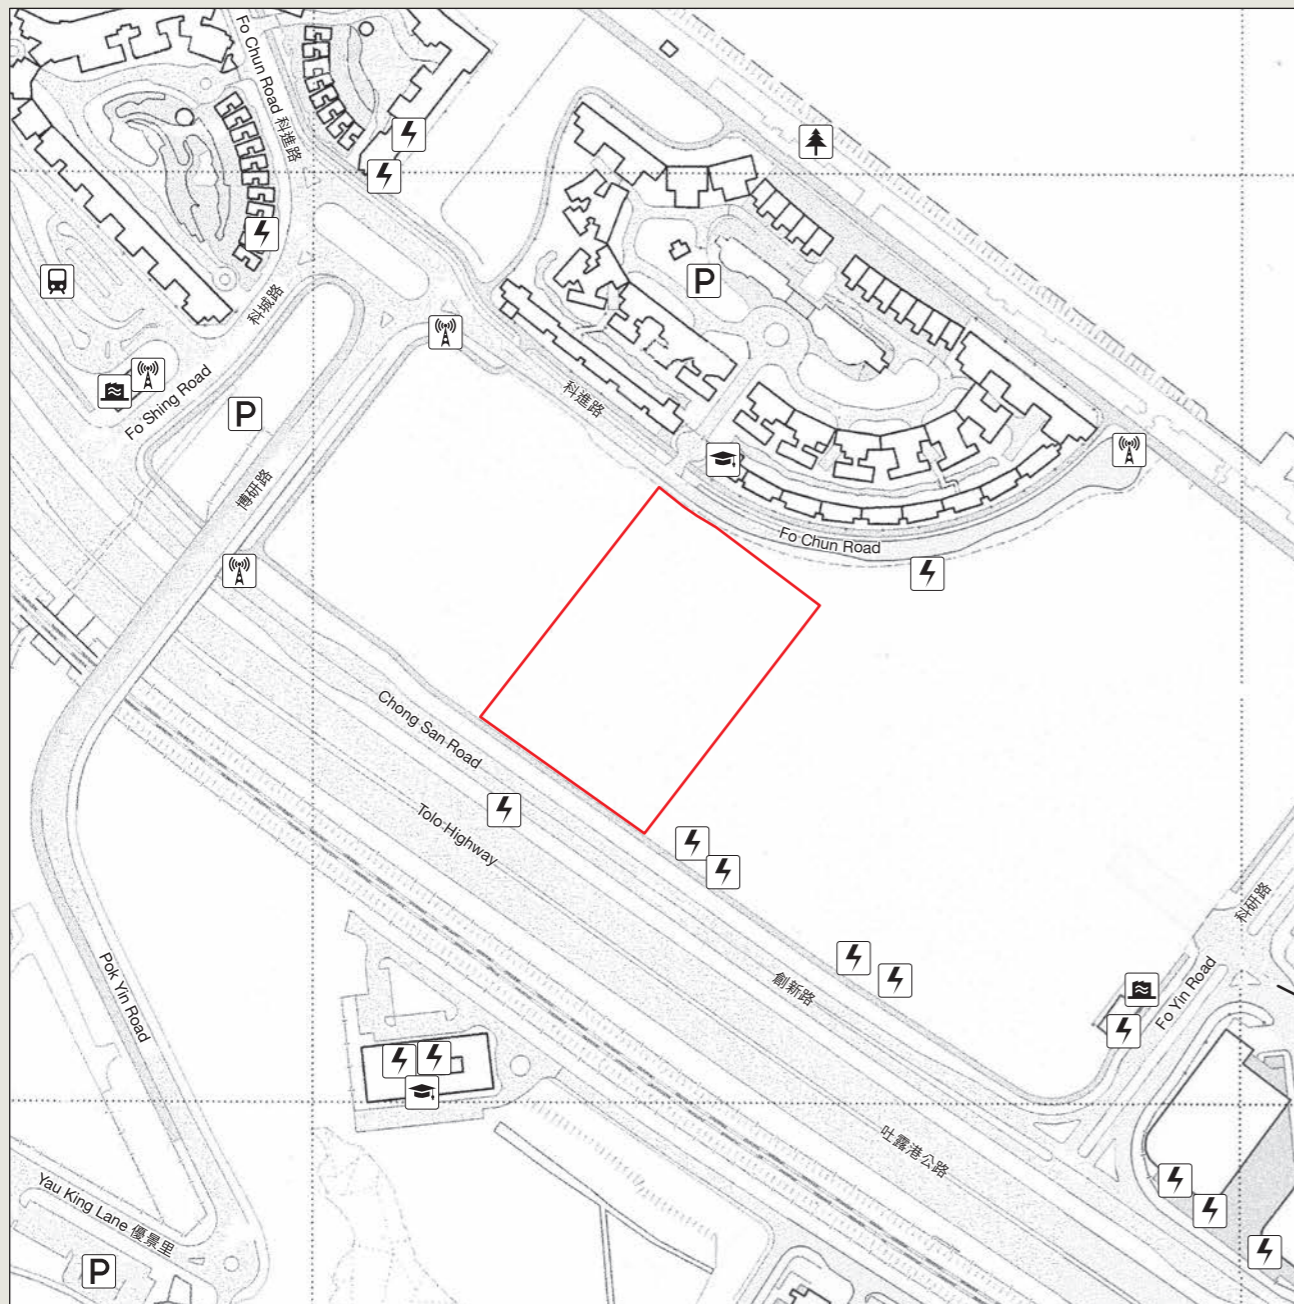 Fo Chun Road 科進路
科城路
Fo Shing Road
P
P
博研路
科進路
Fo Chun Road
Chong San Road
Tolo Highway
創新路
吐露港公路
科研路
Fo Yin Road
Pok Yin Road
Yau King Lane 優景里
P